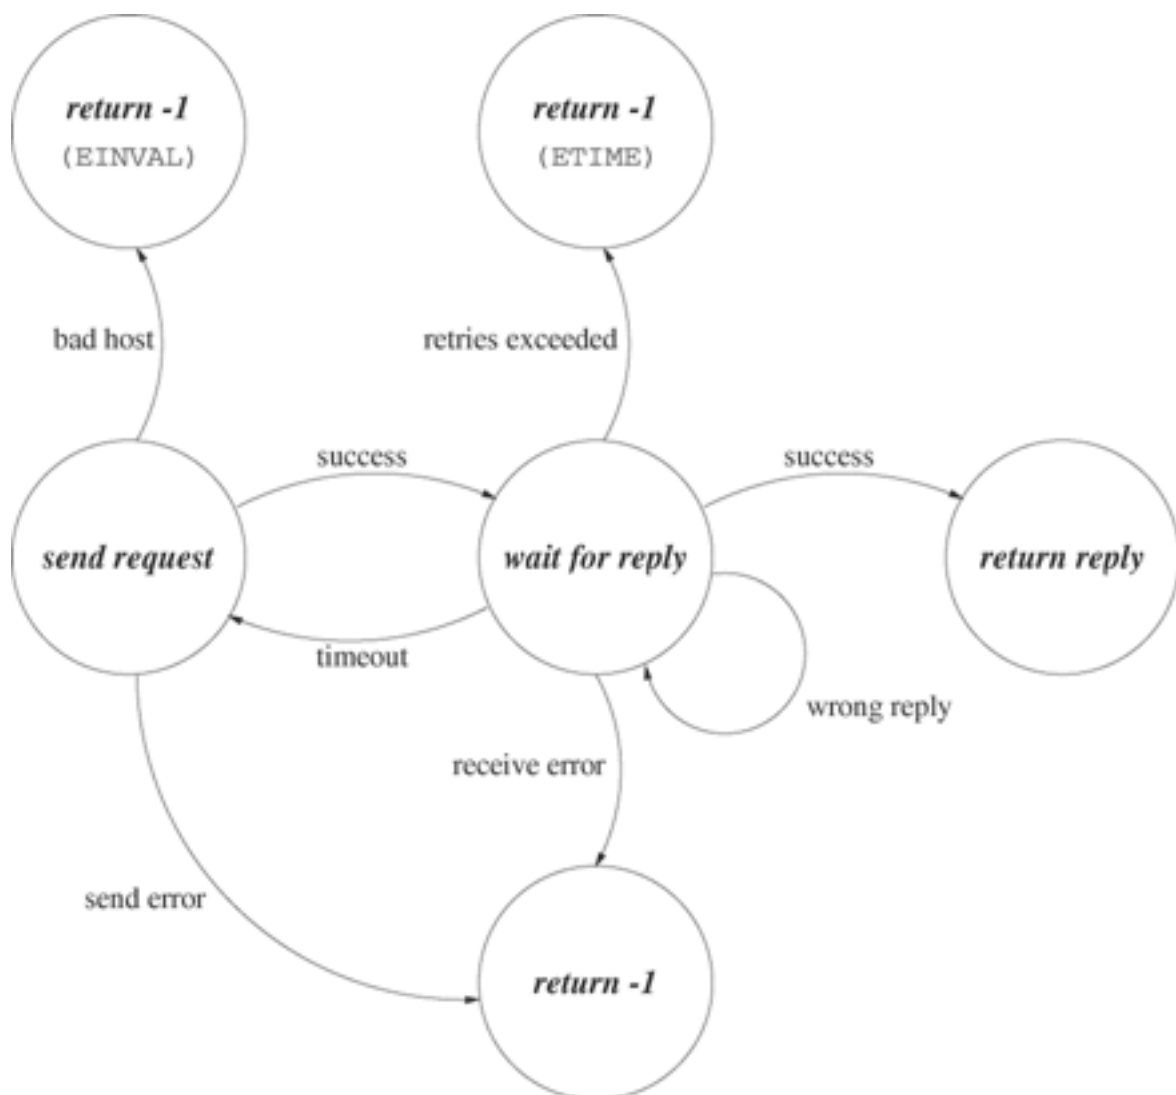 return -1
(EINVAL)
return -1
(ETIME)
bad host
retries exceeded
success
success
send request
wait for reply
return reply
timeout
wrong reply
receive error
send error
return -1